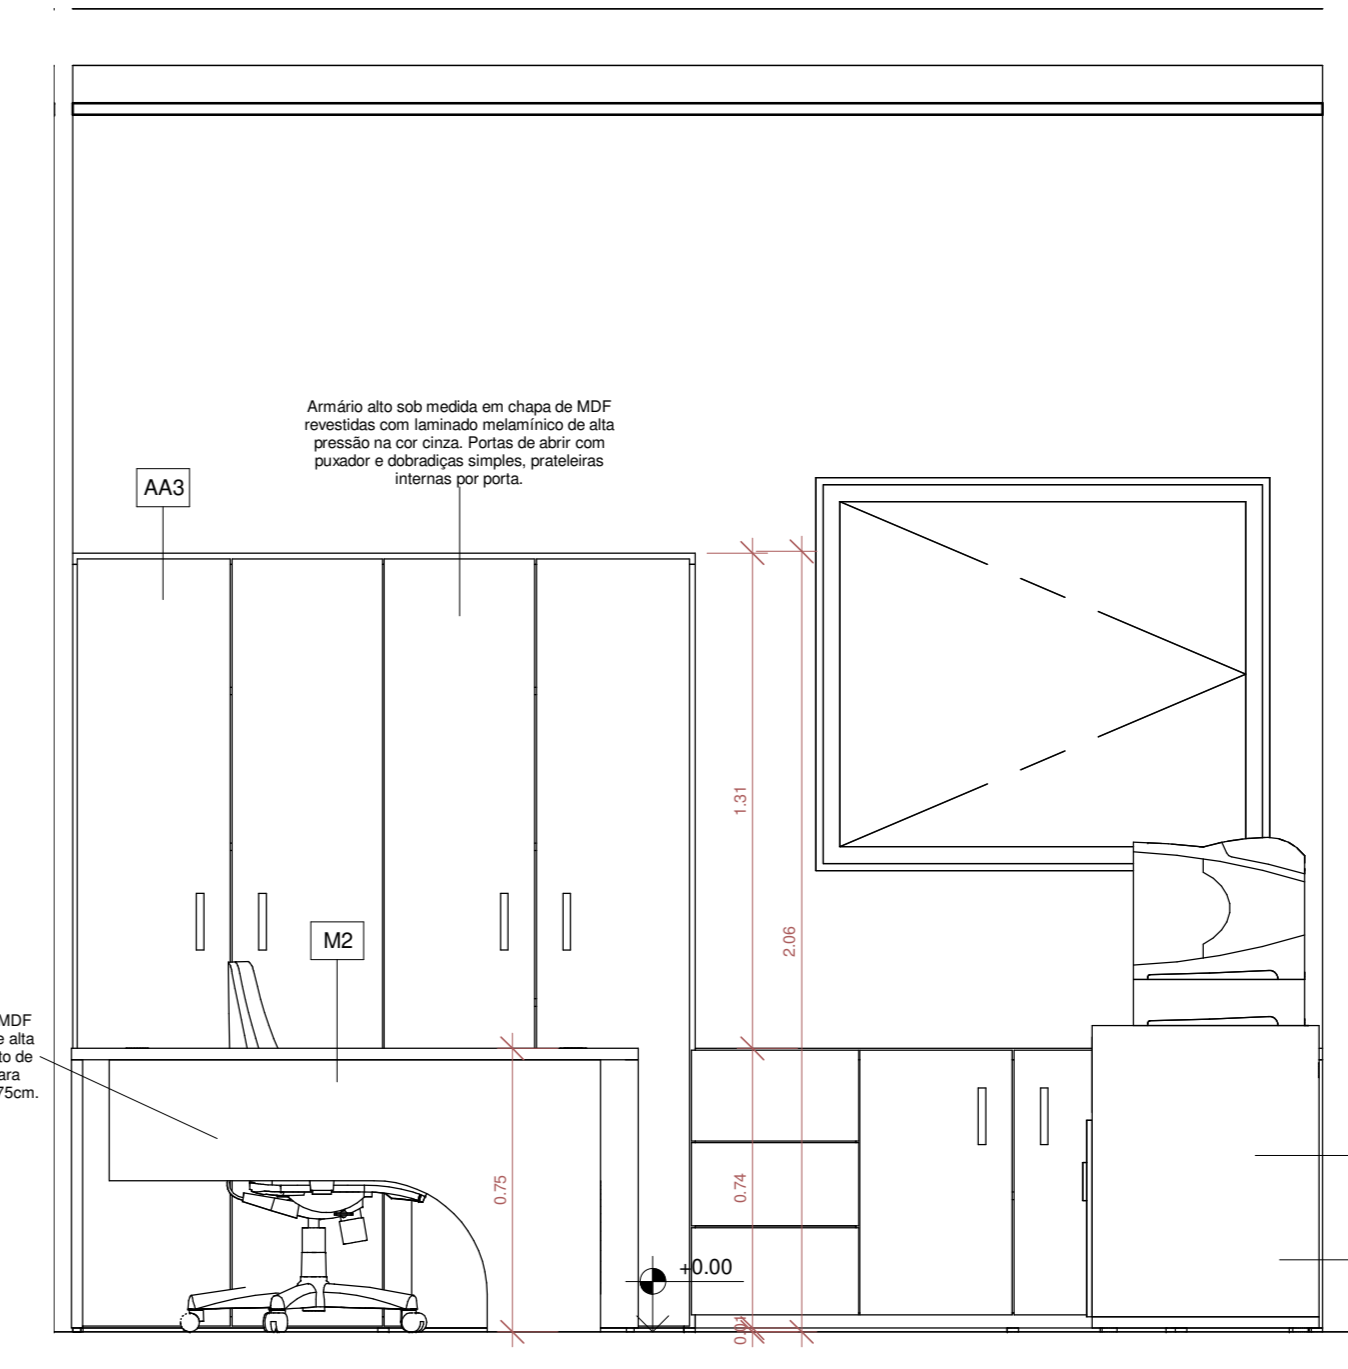 Armário alto sob medida em chapa de MDF
revestidas com laminado melamínico de alta
pressão na cor cinza. Portas de abrir com
puxador e dobradiças simples, prateleiras
internas por porta.
AA3
1.31
2.06
M2
MDF
e alta
to de
ara
75cm.
0.75
0.74
+0.00
0.01